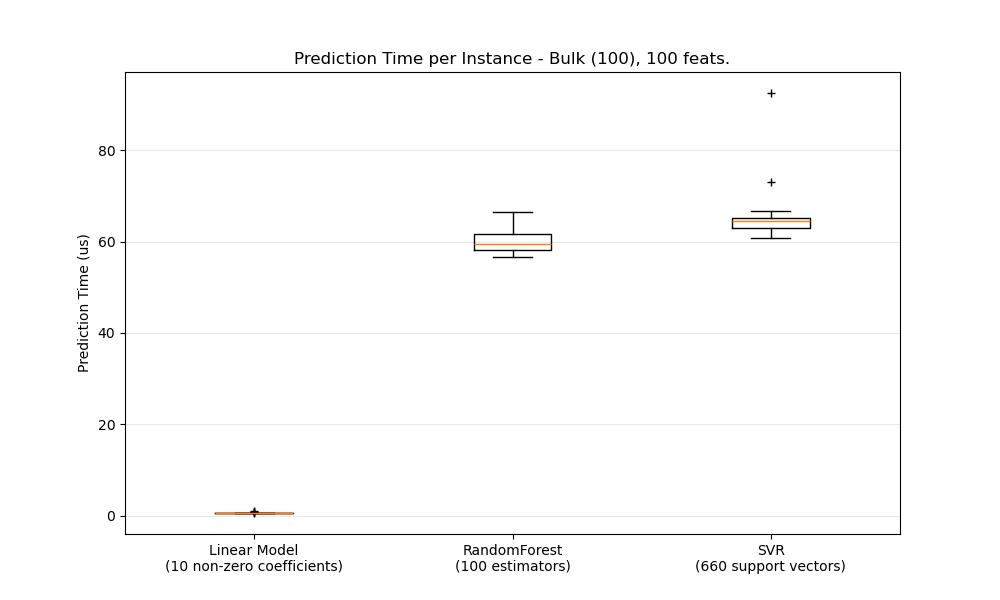 Prediction Time per Instance - Bulk (100), 100 feats.
Prediction Time (us)
80
60
40
20
0
Linear Model
(10 non-zero coefficients)
RandomForest
(100 estimators)
SVR
(660 support vectors)